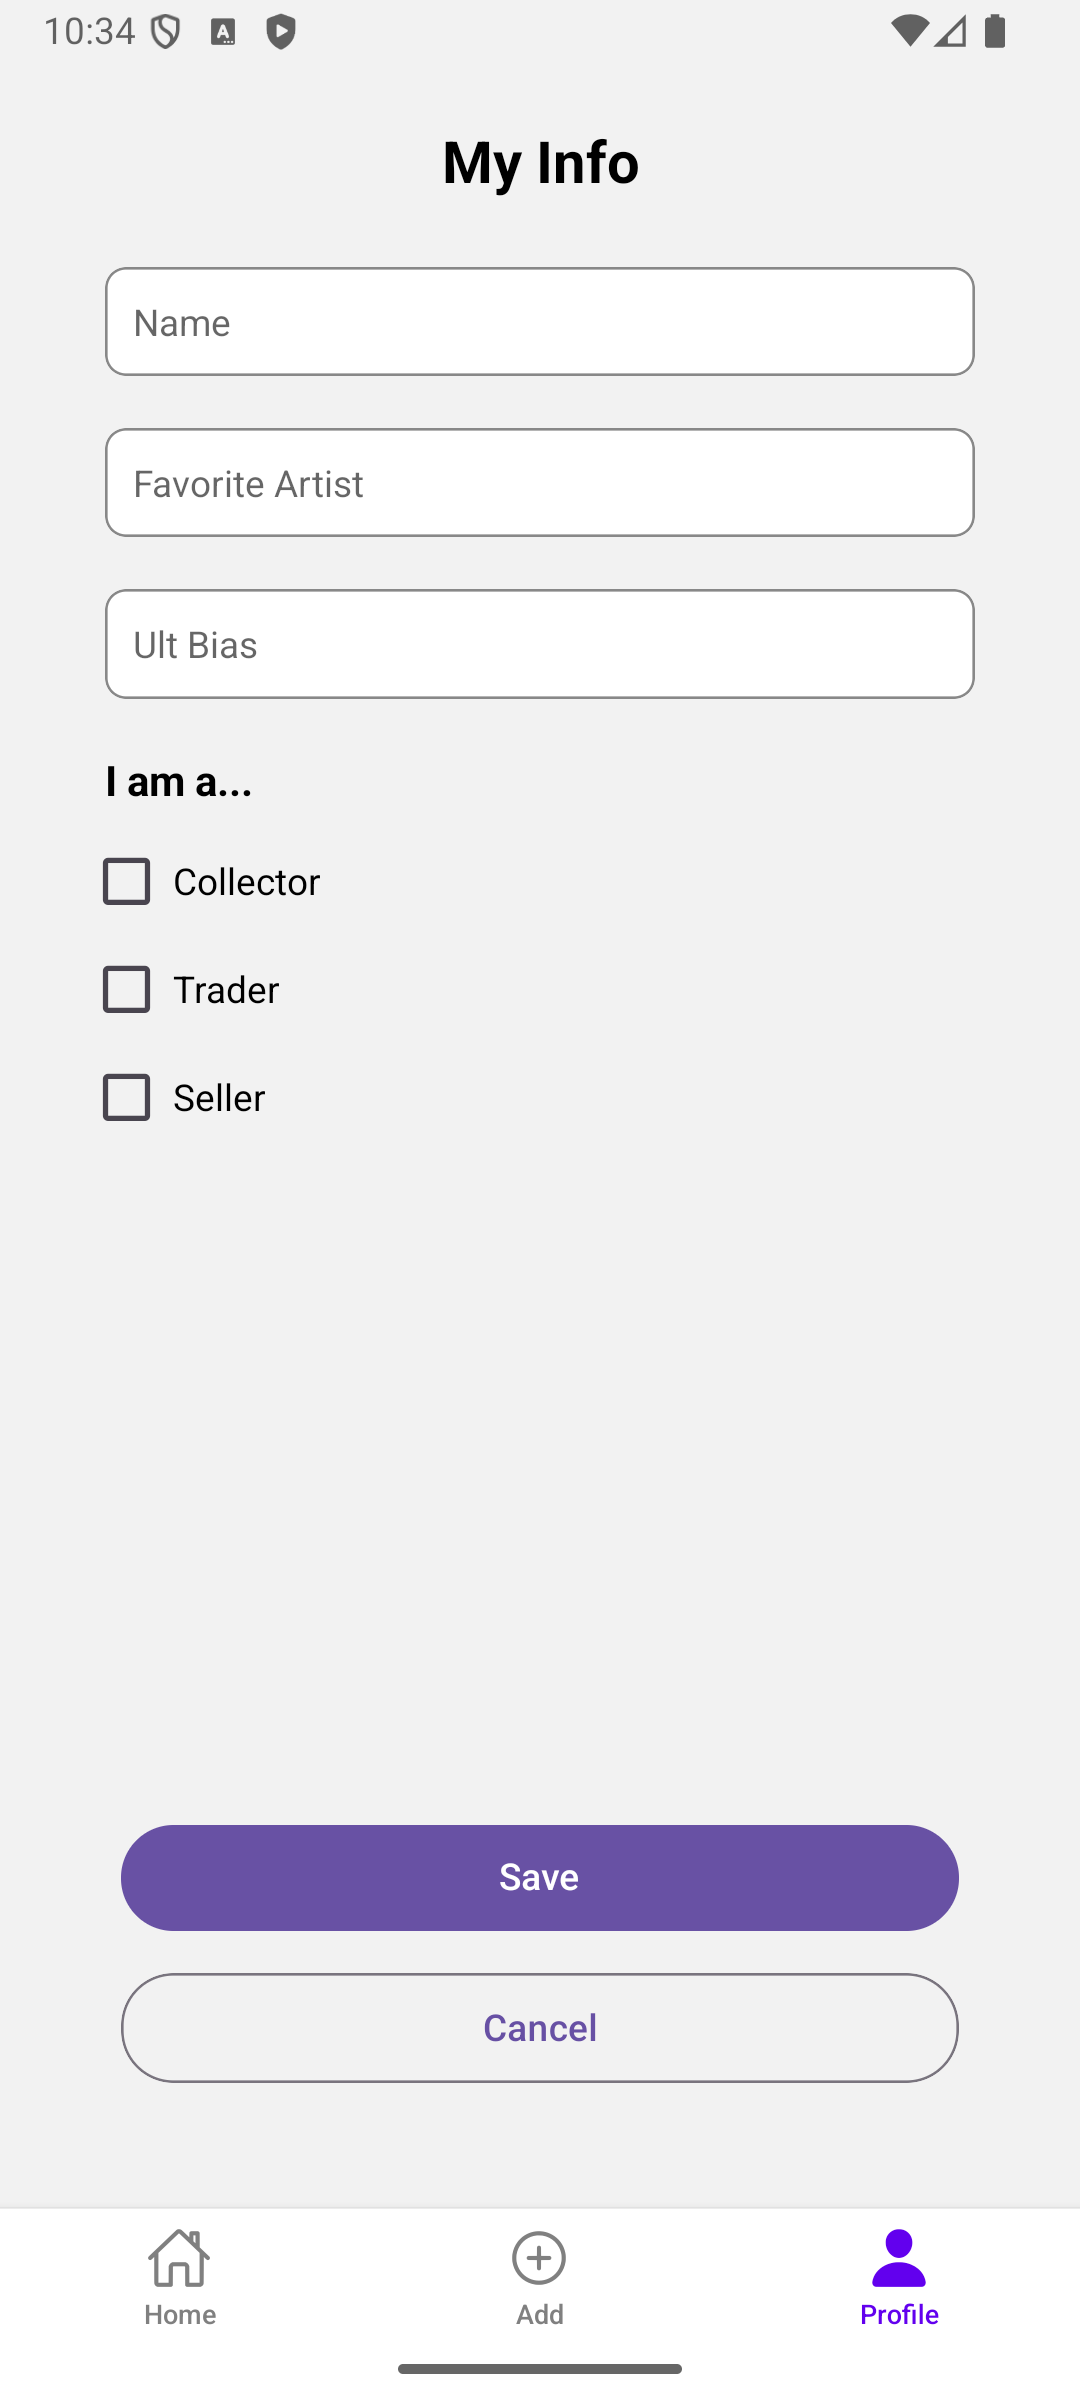 10:34
My Info
Name
Favorite Artist
Ult Bias
I am a...
Collector
Trader
Seller
Save
Cancel
Home
Add
Profile